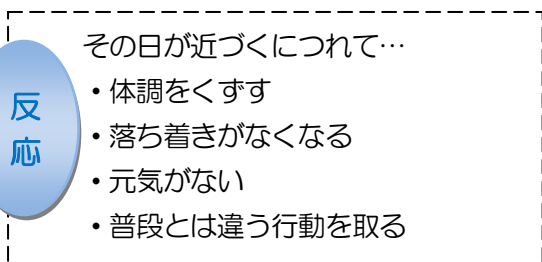 反応
その日が近づくにつれて…
・体調をくずす
・落ち着きがなくなる
・元気がない
・普段とは違う行動を取る